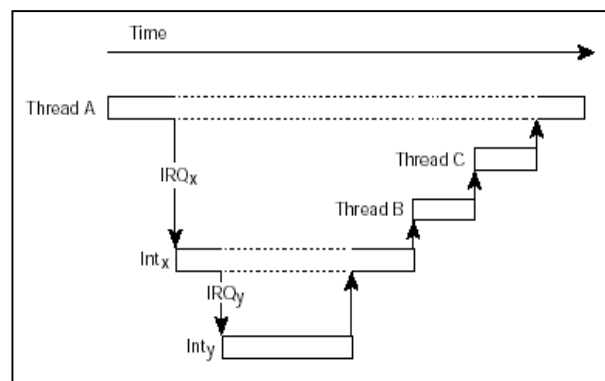 Time
Thread A
Thread C
IRQx
Thread B
Intx
IRQy
Inty